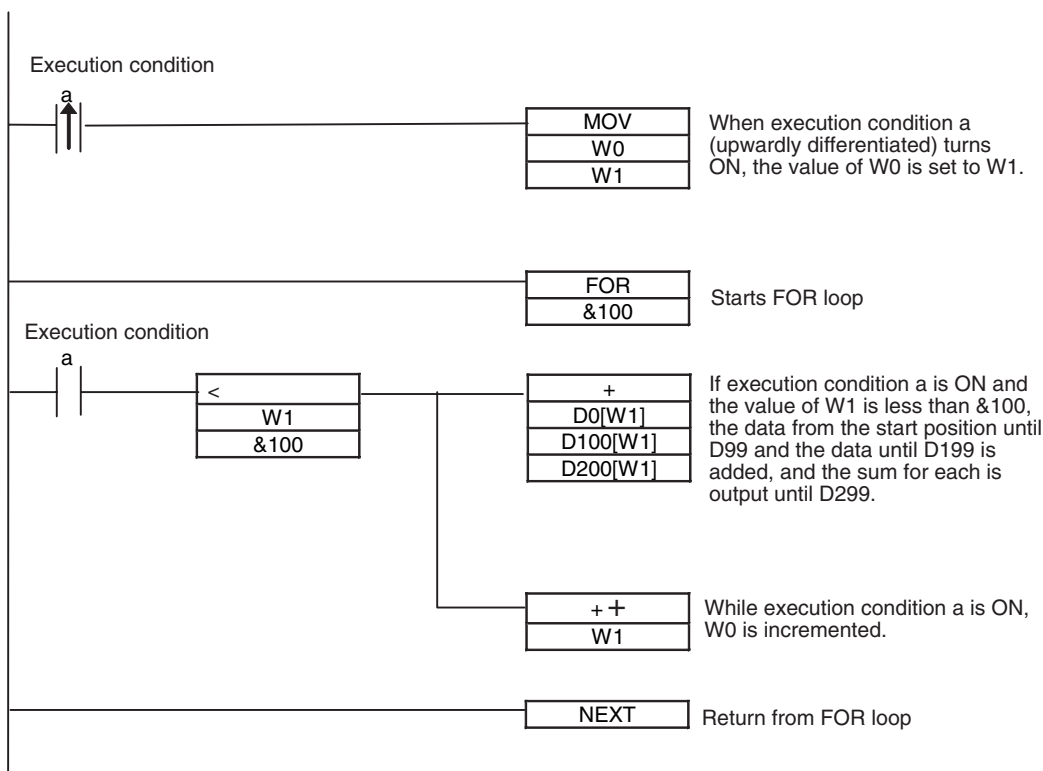 Execution condition
a
MOV
W0
W1
When execution condition a
(upwardly differentiated) turns
ON, the value of W0 is set to W1.
FOR
&100
Starts FOR loop
Execution condition
a
<
W1
&100
+
D0[W1]
D100[W1]
D200[W1]
If execution condition a is ON and
the value of W1 is less than &100,
the data from the start position until
D99 and the data until D199 is
added, and the sum for each is
output until D299.
++
W1
While execution condition a is ON,
W0 is incremented.
NEXT
Return from FOR loop